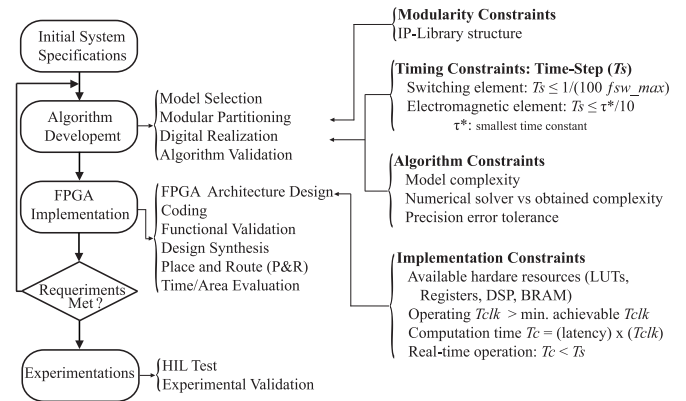 Initial System
Specifications
Algorithm
Developemt
FPGA
Implementation
Requeriments
Met ?
Experimentations
Model Selection
Modular Partitioning
Digital Realization
Algorithm Validation
FPGA Architecture Design
Coding
Functional Validation
Design Synthesis
Place and Route (P&R)
Time/Area Evaluation
HIL Test
Experimental Validation
Modularity Constraints
IP-Library structure
Timing Constraints: Time-Step (Ts)
Switching element: Ts ≤ 1/(100 fsw_max)
Electromagnetic element: Ts ≤ τ*/10
τ*: smallest time constant
Algorithm Constraints
Model complexity
Numerical solver vs obtained complexity
Precision error tolerance
Implementation Constraints
Available hardare resources (LUTs,
Registers, DSP, BRAM)
Operating Tclk > min. achievable Tclk
Computation time Tc = (latency) x (Tclk)
Real-time operation: Tc < Ts